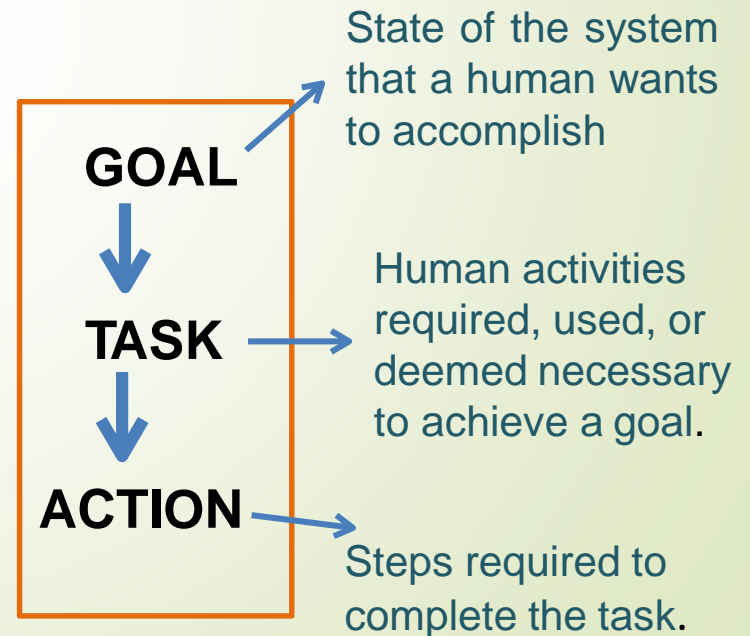 State of the system
that a human wants
to accomplish
GOAL
Human activities
required, used, or
deemed necessary
to achieve a goal.
TASK
ACTION
Steps required to
complete the task.